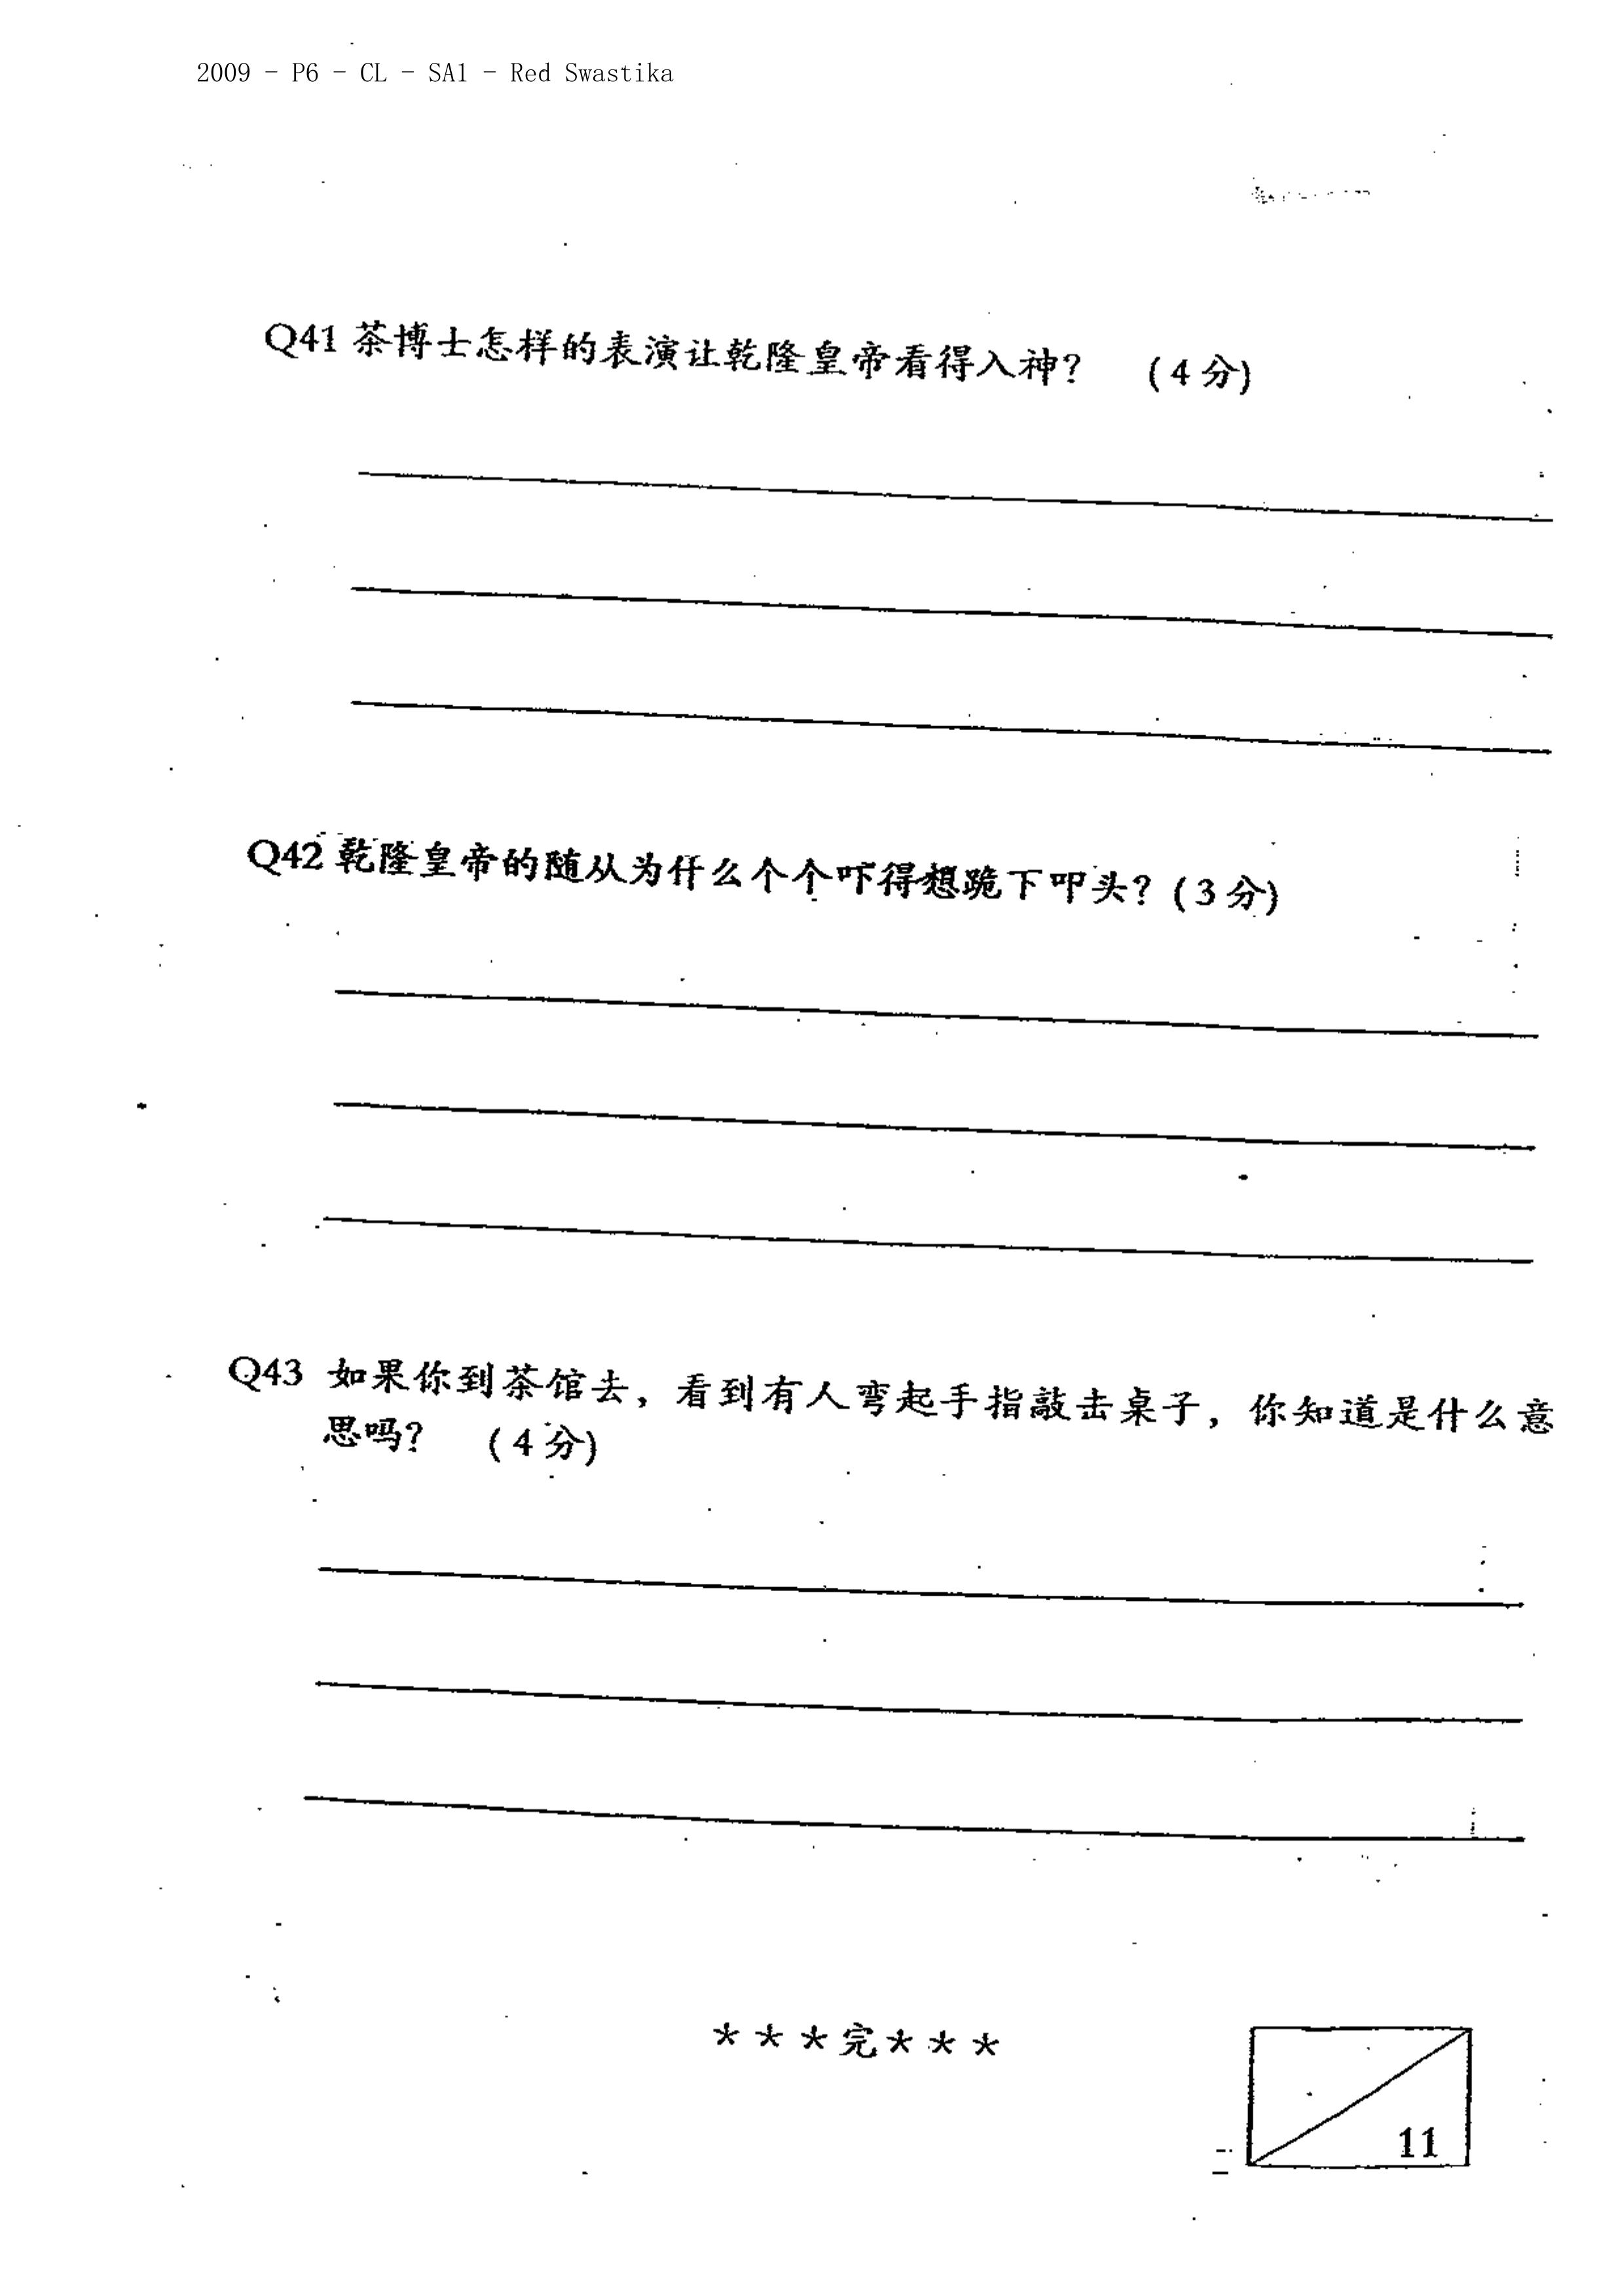 2009 - P6 - CL - SA1 - Red Swastika
Q41 茶博士怎样的表演让乾隆皇帝看得入神? (4分)
Q42 乾隆皇帝的随从为什么个个吓得想跪下叩头? (3分)
Q43 如果你到茶馆去，看到有人弯起手指敲击桌子，你知道是什么意
思吗? (4分)
***完***
11